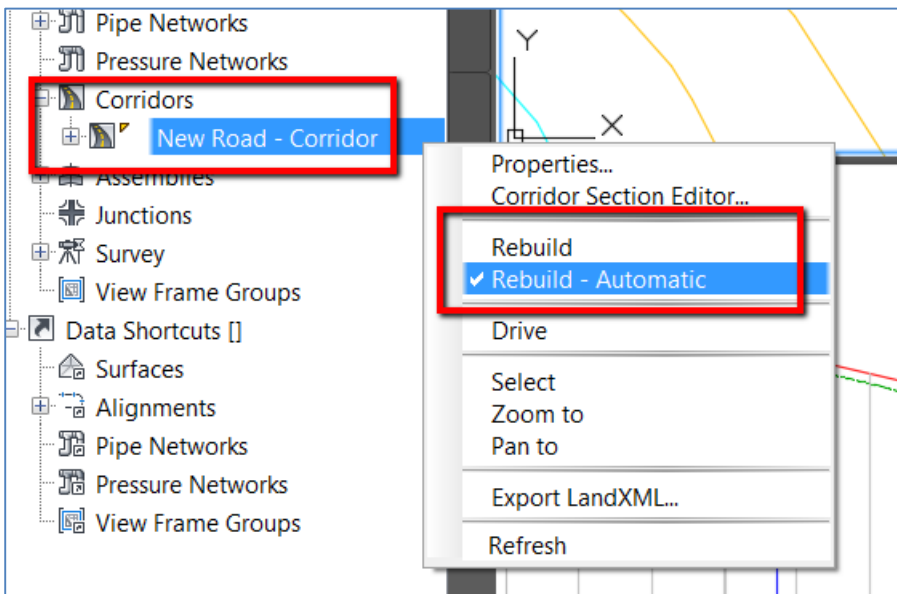 Pipe Networks
Pressure Networks
Corridors
New Road - Corridor
Assemblies
Junctions
Survey
View Frame Groups
Data Shortcuts []
Surfaces
Alignments
Pipe Networks
Pressure Networks
View Frame Groups
Y
X
Properties...
Corridor Section Editor...
Rebuild
Rebuild - Automatic
Drive
Select
Zoom to
Pan to
Export LandXML...
Refresh